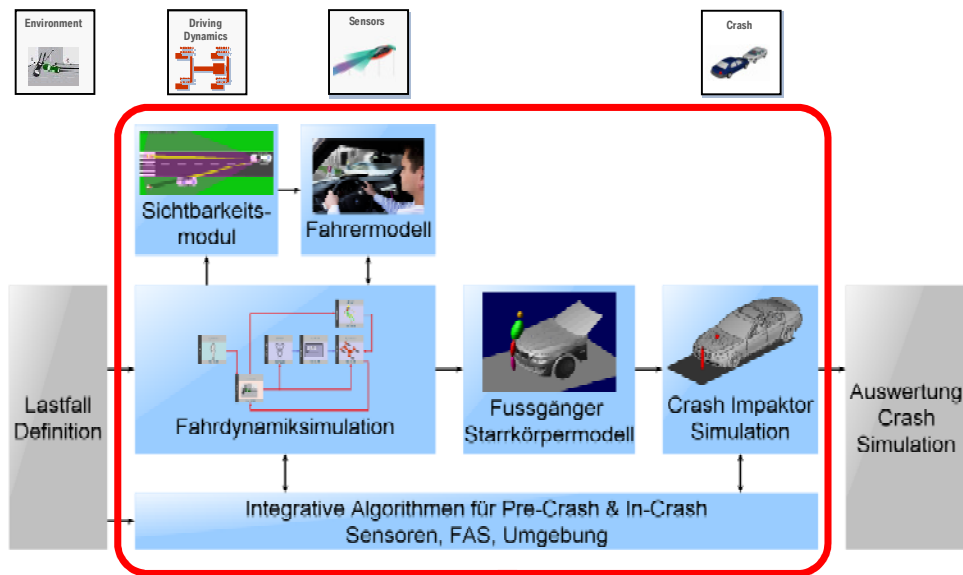 Environment
Driving
Dynamics
Sensors
Crash
Sichtbarkeits-
modul
Fahrermodell
Lastfall
Definition
Fahrdynamiksimulation
Fussgänger
Starrkörpermodell
Crash Impaktor
Simulation
Auswertung
Crash
Simulation
Integrative Algorithmen für Pre-Crash & In-Crash
Sensoren, FAS, Umgebung